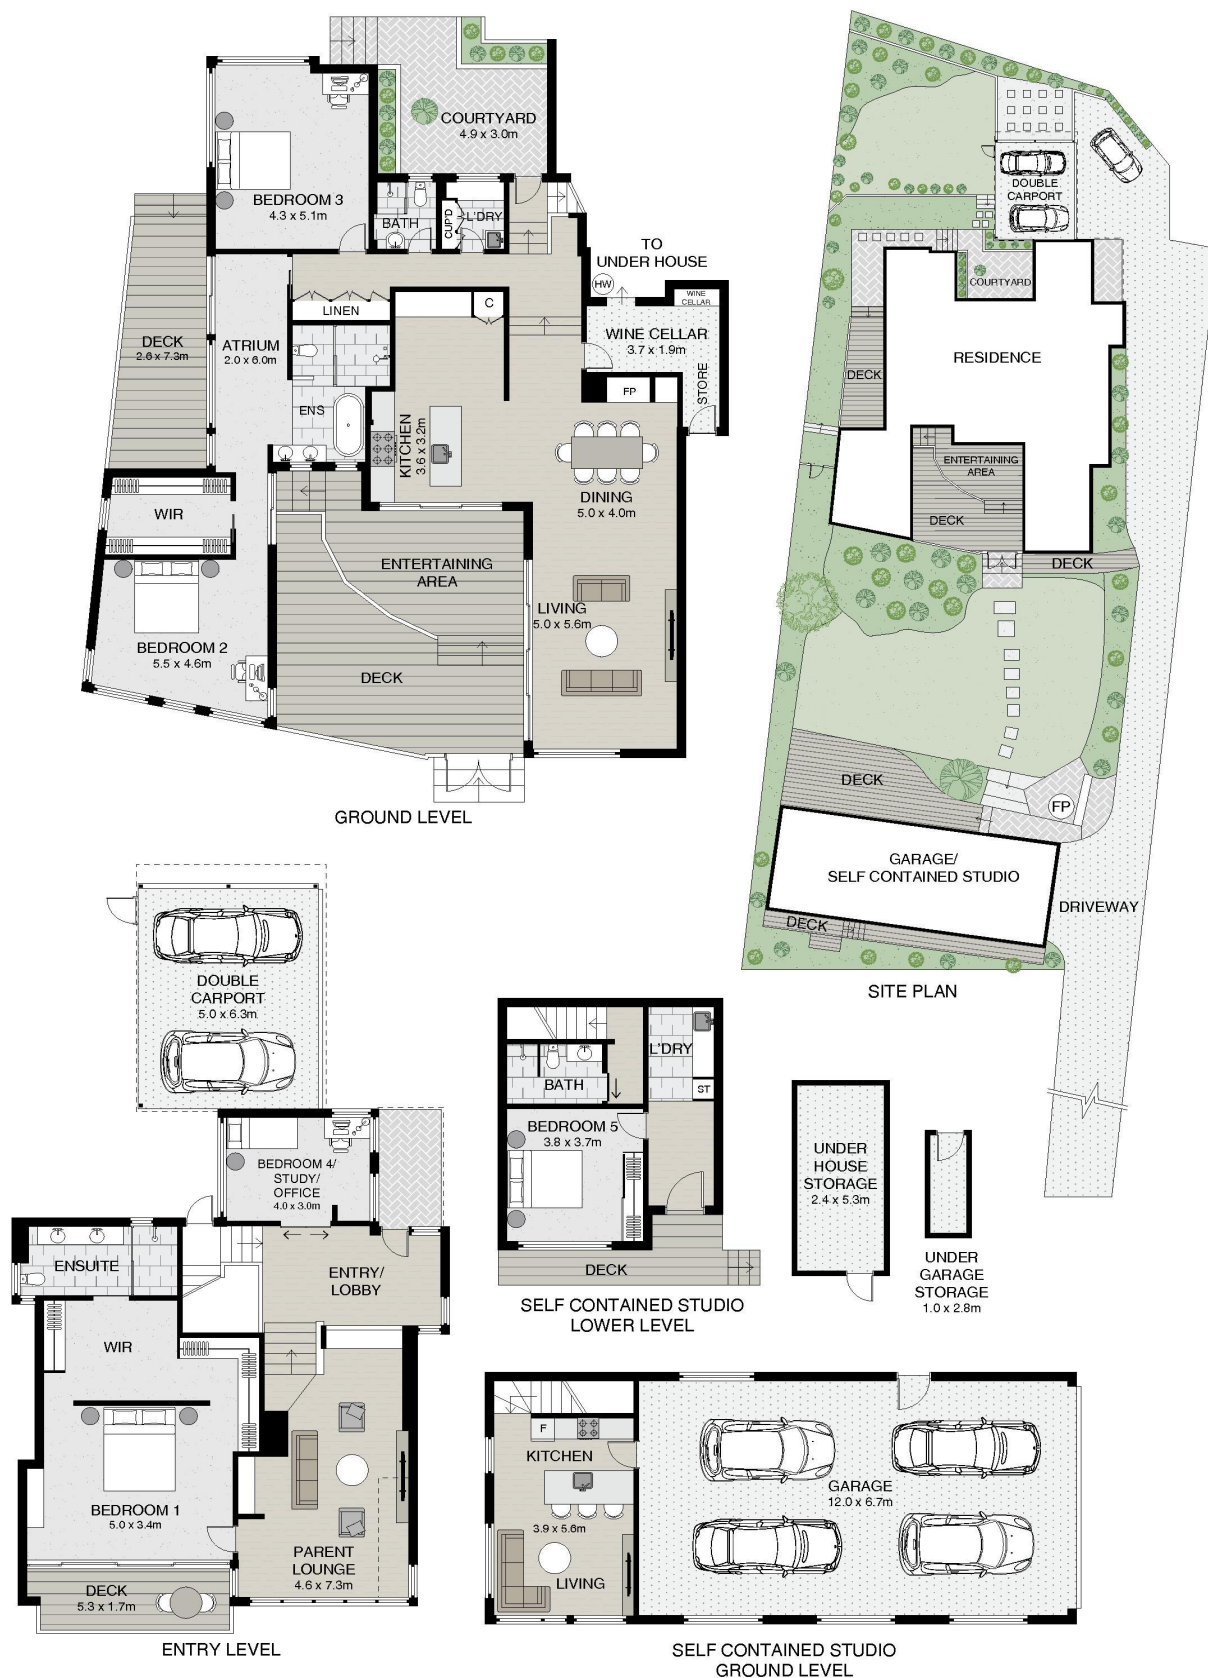 COURTYARD
4.9 x 3.0m
BEDROOM 3
4.3 x 5.1m
BATH
CUP'D
L'DRY
TO
UNDER HOUSE
HW
WINE
CELLAR
LINEN
C
WINE CELLAR
3.7 x 1.9m
DECK
2.6 x 7.3m
ATRIUM
2.0 x 6.0m
STORE
FP
ENS
KITCHEN
3.6 x 3.2m
DINING
5.0 x 4.0m
WIR
ENTERTAINING
AREA
LIVING
5.0 x 5.6m
BEDROOM 2
5.5 x 4.6m
DECK
GROUND LEVEL
DOUBLE
CARPORT
COURTYARD
RESIDENCE
DECK
ENTERTAINING
AREA
DECK
DECK
DECK
FP
GARAGE/
SELF CONTAINED STUDIO
DRIVEWAY
DECK
SITE PLAN
DOUBLE
CARPORT
5.0 x 6.3m
BEDROOM 4/
STUDY/
OFFICE
4.0 x 3.0m
ENSUITE
ENTRY/
LOBBY
WIR
BEDROOM 1
5.0 x 3.4m
PARENT
LOUNGE
4.6 x 7.3m
DECK
5.3 x 1.7m
ENTRY LEVEL
L'DRY
BATH
ST
BEDROOM 5
3.8 x 3.7m
DECK
SELF CONTAINED STUDIO
LOWER LEVEL
UNDER
HOUSE
STORAGE
2.4 x 5.3m
UNDER
GARAGE
STORAGE
1.0 x 2.8m
F
KITCHEN
GARAGE
12.0 x 6.7m
3.9 x 5.6m
LIVING
SELF CONTAINED STUDIO
GROUND LEVEL